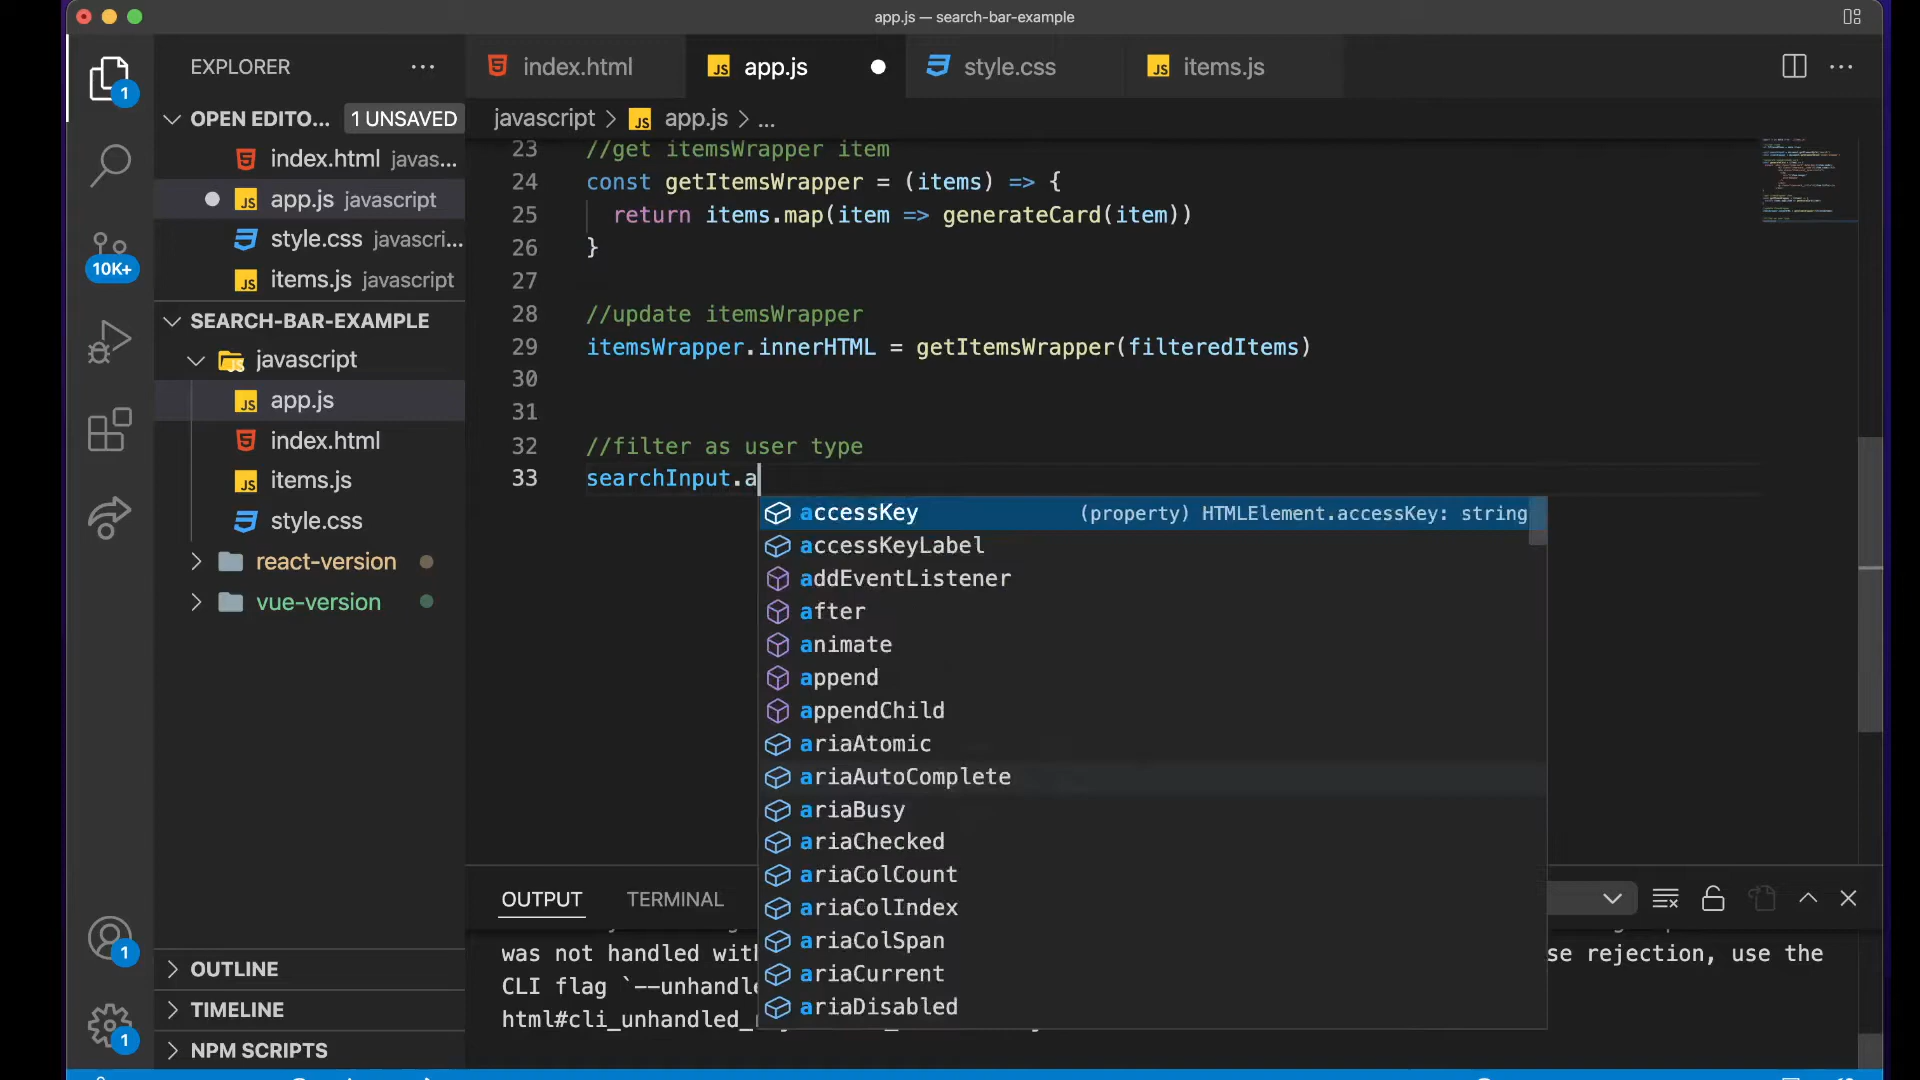 app.js — search-bar-example
EXPLORER
index.html
app.js
style.css
items.js
1
OPEN EDITO...
1 UNSAVED
index.html javas...
app.js javascript
style.css javascri...
items.js javascript
10K+
SEARCH-BAR-EXAMPLE
javascript
app.js
index.html
items.js
style.css
react-version
vue-version
OUTLINE
TIMELINE
NPM SCRIPTS
1
1
javascript > app.js > ...
23 //get itemsWrapper item
24 const getItemsWrapper = (items) => {
25 return items.map(item => generateCard(item))
26 }
27
28 //update itemsWrapper
29 itemsWrapper.innerHTML = getItemsWrapper(filteredItems)
30
31
32 //filter as user type
33 searchInput.a
accessKey (property) HTMLElement.accessKey: string
accessKeyLabel
addEventListener
after
animate
append
appendChild
ariaAtomic
ariaAutoComplete
ariaBusy
ariaChecked
ariaColCount
ariaColIndex
ariaColSpan
ariaCurrent
ariaDisabled
OUTPUT TERMINAL
was not handled with se rejection, use the
CLI flag `--unhandle
html#cli_unhandled_